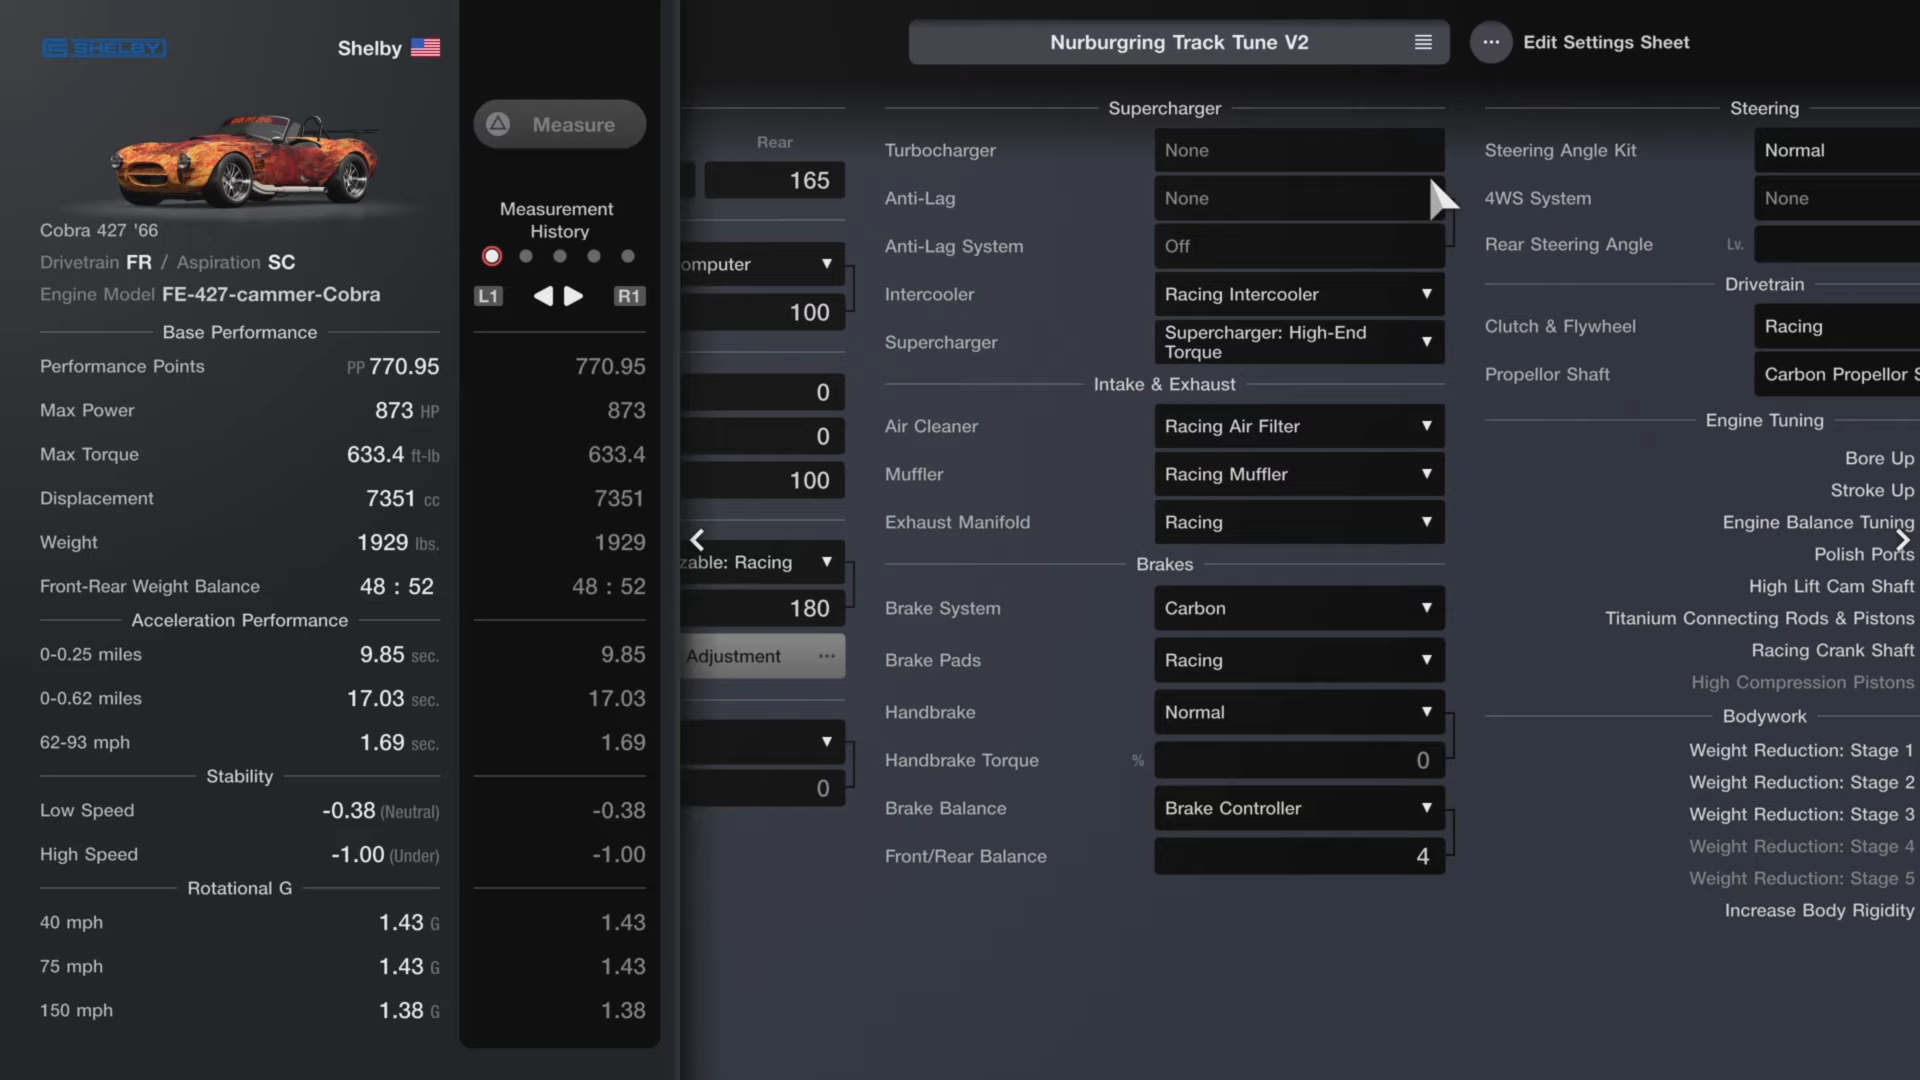 SHELBY
Shelby
Cobra 427 '66
Drivetrain FR / Aspiration SC
Engine Model FE-427-cammer-Cobra
Base Performance
Performance Points PP 770.95
Max Power 873 HP
Max Torque 633.4 ft-lb
Displacement 7351 cc
Weight 1929 lbs.
Front-Rear Weight Balance 48 : 52
Acceleration Performance
0-0.25 miles 9.85 sec.
0-0.62 miles 17.03 sec.
62-93 mph 1.69 sec.
Stability
Low Speed -0.38 (Neutral)
High Speed -1.00 (Under)
Rotational G
40 mph 1.43 G
75 mph 1.43 G
150 mph 1.38 G
Measure
Measurement
History
L1 R1
770.95
873
633.4
7351
1929
48 : 52
9.85
17.03
1.69
-0.38
-1.00
1.43
1.43
1.38
Nurburgring Track Tune V2
Edit Settings Sheet
Rear
165
omputer
100
0
0
100
zable: Racing
180
Adjustment
0
Supercharger
Turbocharger None
Anti-Lag None
Anti-Lag System Off
Intercooler Racing Intercooler
Supercharger Supercharger: High-End
Torque
Intake & Exhaust
Air Cleaner Racing Air Filter
Muffler Racing Muffler
Exhaust Manifold Racing
Brakes
Brake System Carbon
Brake Pads Racing
Handbrake Normal
Handbrake Torque % 0
Brake Balance Brake Controller
Front/Rear Balance 4
Steering
Steering Angle Kit Normal
4WS System None
Rear Steering Angle Lv.
Drivetrain
Clutch & Flywheel Racing
Propellor Shaft Carbon Propellor S
Engine Tuning
Bore Up
Stroke Up
Engine Balance Tuning
Polish Ports
High Lift Cam Shaft
Titanium Connecting Rods & Pistons
Racing Crank Shaft
High Compression Pistons
Bodywork
Weight Reduction: Stage 1
Weight Reduction: Stage 2
Weight Reduction: Stage 3
Weight Reduction: Stage 4
Weight Reduction: Stage 5
Increase Body Rigidity